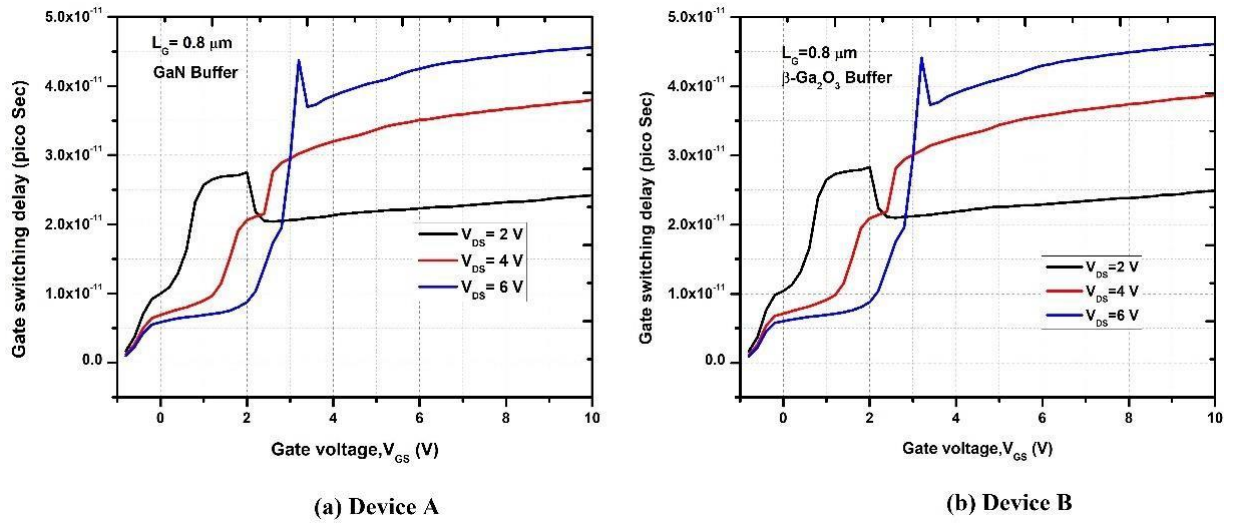 Gate switching delay (pico Sec)
5.0x10⁻¹¹
4.0x10⁻¹¹
3.0x10⁻¹¹
2.0x10⁻¹¹
1.0x10⁻¹¹
0.0
L_G= 0.8 μm
GaN Buffer
V_DS= 2 V
V_DS= 4 V
V_DS= 6 V
0 2 4 6 8 10
Gate voltage,V_GS (V)
(a) Device A
Gate switching delay (pico Sec)
5.0x10⁻¹¹
4.0x10⁻¹¹
3.0x10⁻¹¹
2.0x10⁻¹¹
1.0x10⁻¹¹
0.0
L_G=0.8 μm
β-Ga₂O₃ Buffer
V_DS=2 V
V_DS=4 V
V_DS=6 V
0 2 4 6 8 10
Gate voltage,V_GS (V)
(b) Device B